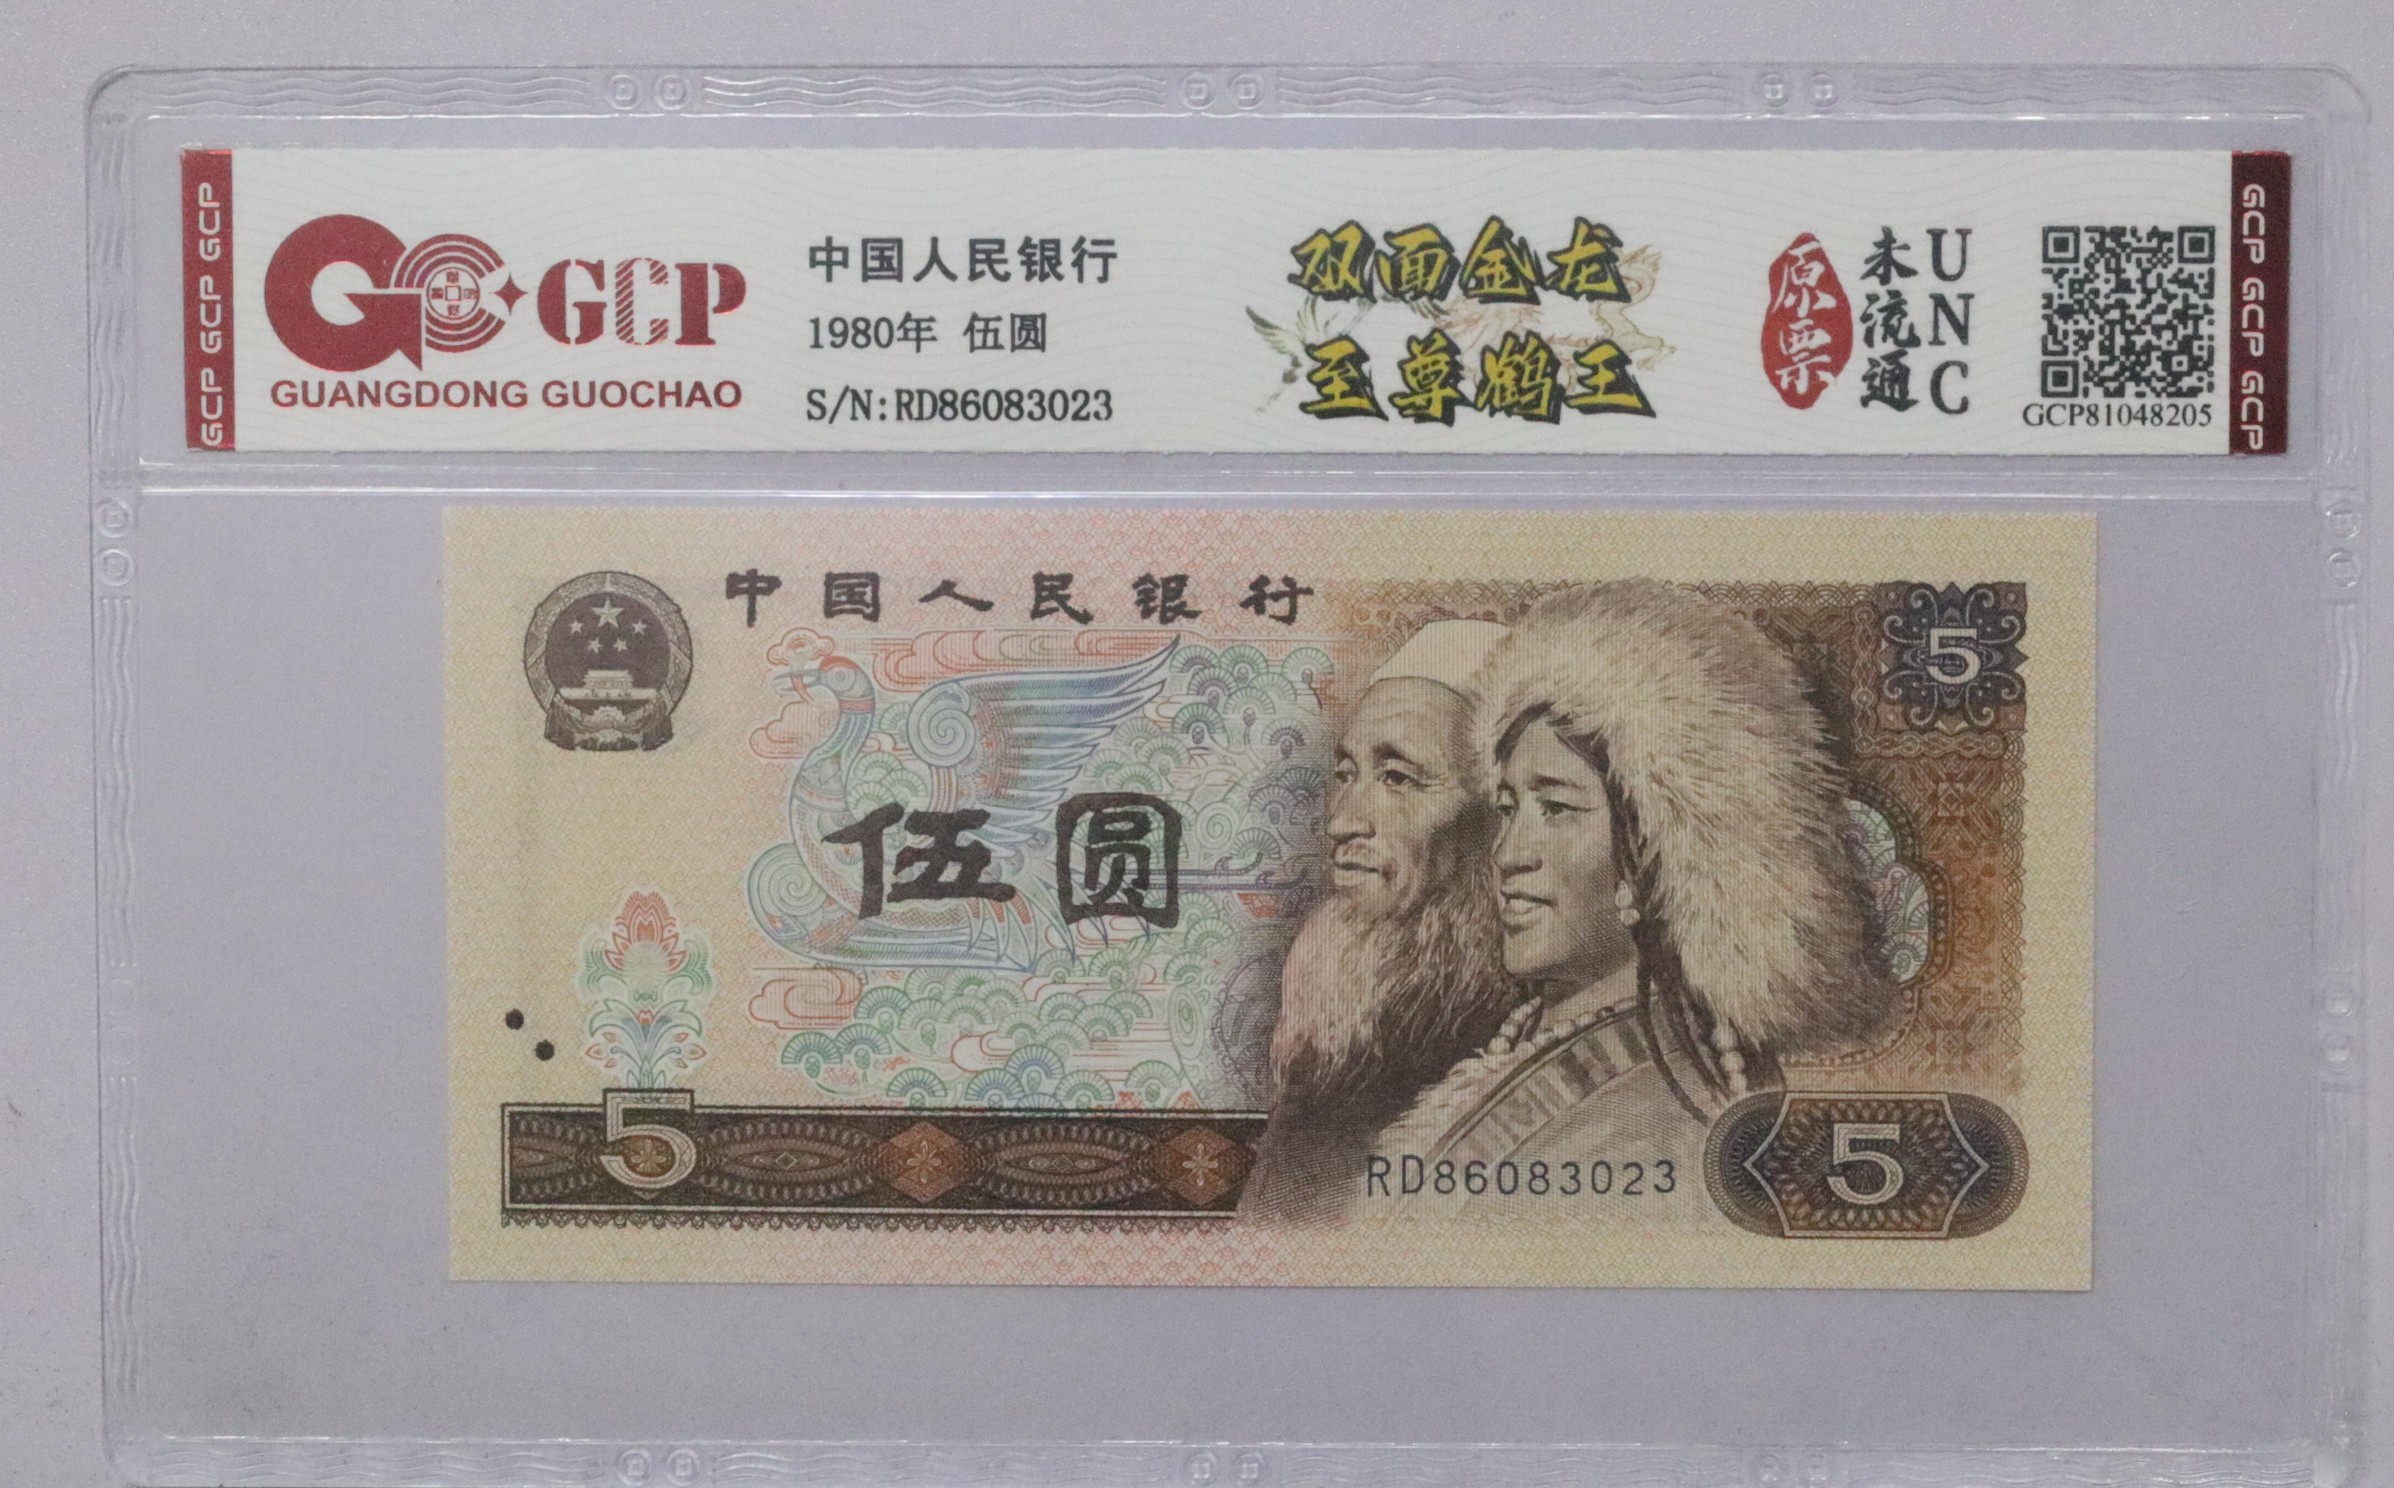 GCP GCP GCP
GCP
GUANGDONG GUOCHAO
中国人民银行
1980年 伍圆
S/N:RD86083023
双面金龙
至尊鹤王
原票
未流通
UNC
GCP81048205
GCP GCP GCP
中国人民银行
5
伍圆
5
RD86083023
5